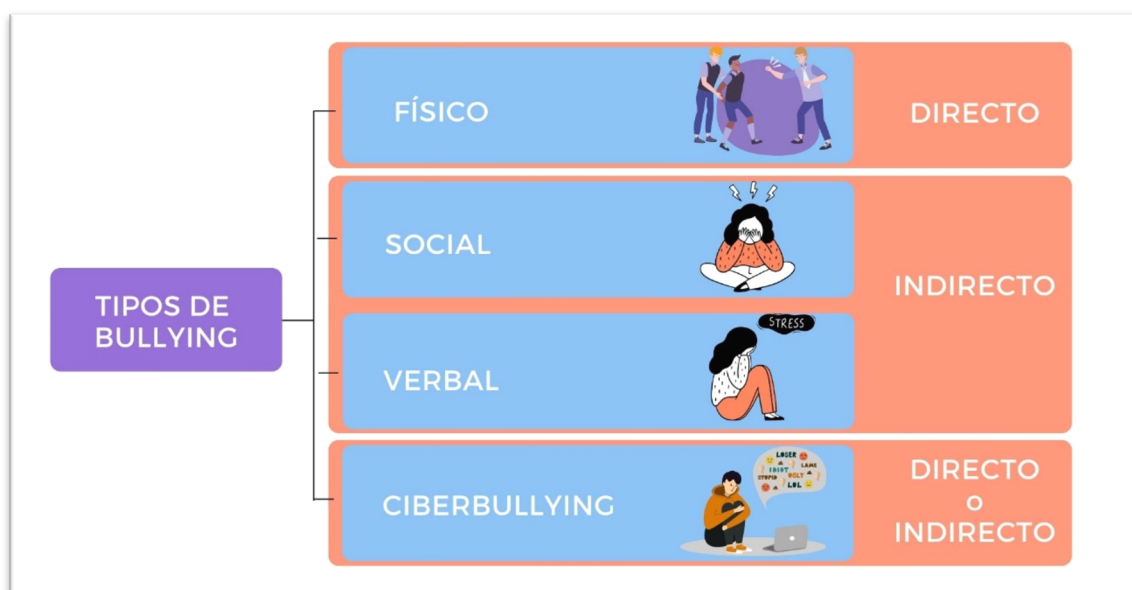 TIPOS DE
BULLYING
FÍSICO
DIRECTO
SOCIAL
INDIRECTO
VERBAL
STRESS
CIBERBULLYING
LOSER
IDIOT
LAME
STUPID
UGLY
LOL
DIRECTO
O
INDIRECTO